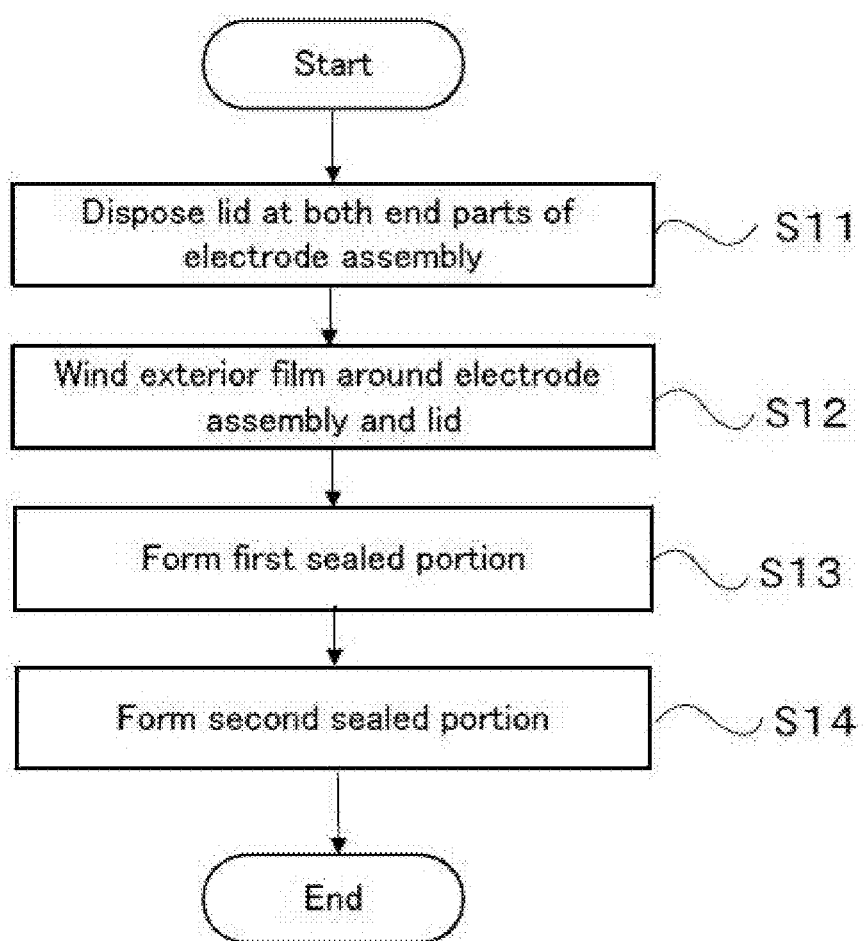 Start
Dispose lid at both end parts of
electrode assembly
S11
Wind exterior film around electrode
assembly and lid
S12
Form first sealed portion
S13
Form second sealed portion
S14
End